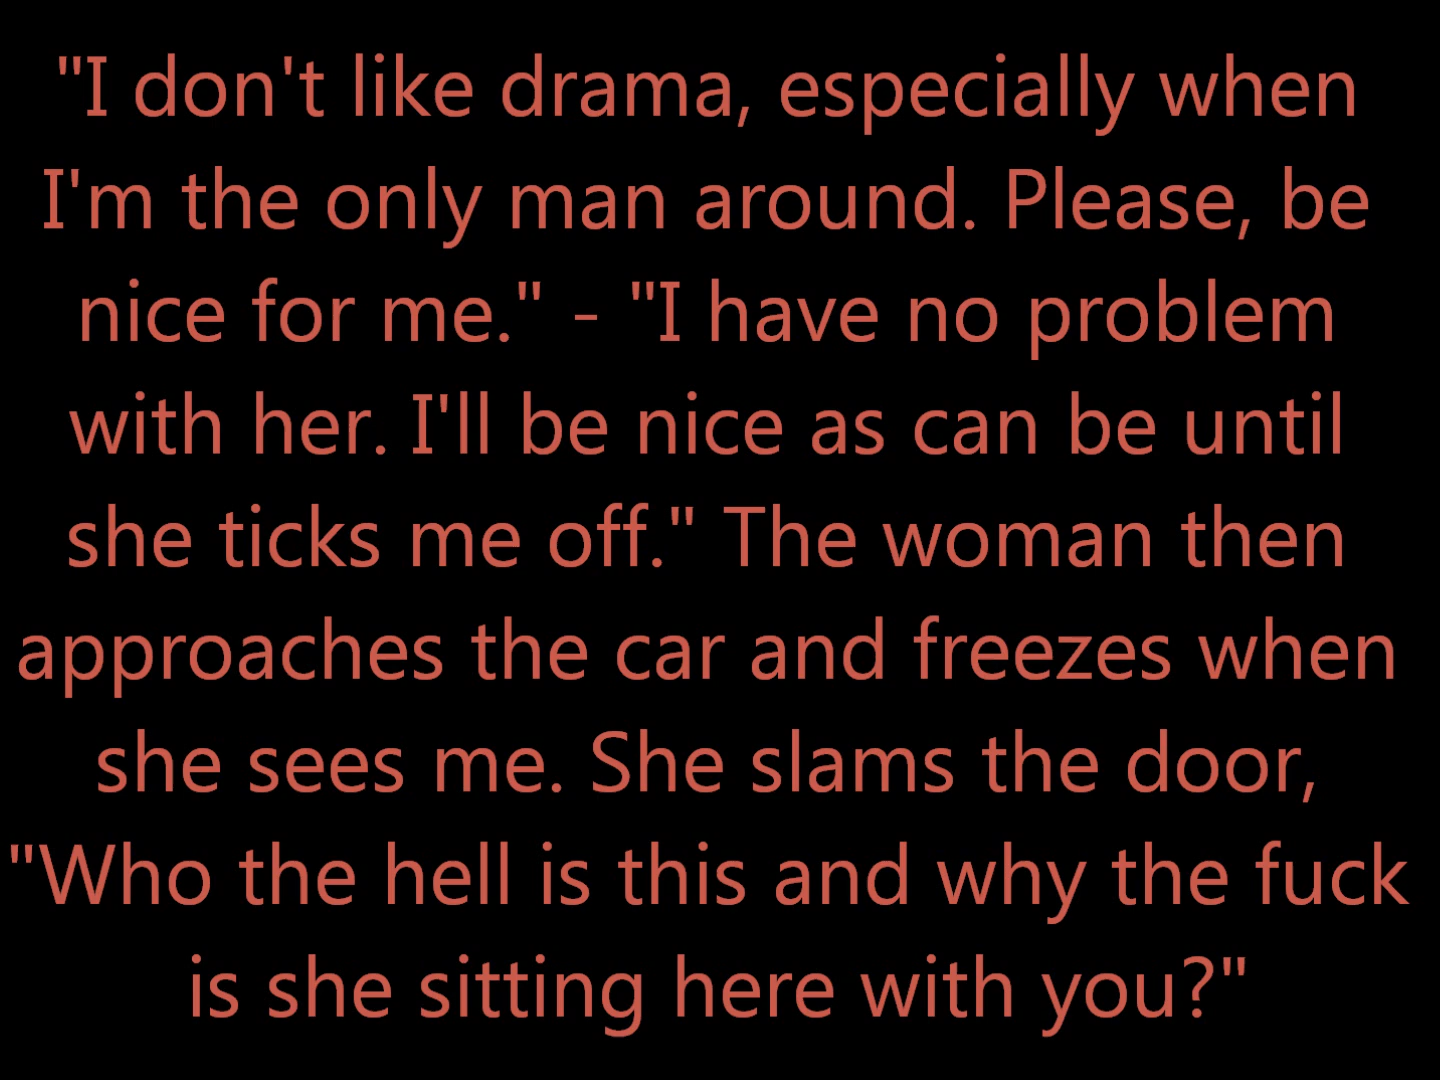 "I don't like drama, especially when
I'm the only man around. Please, be
nice for me." - "I have no problem
with her. I'll be nice as can be until
she ticks me off." The woman then
approaches the car and freezes when
she sees me. She slams the door,
"Who the hell is this and why the fuck
is she sitting here with you?"